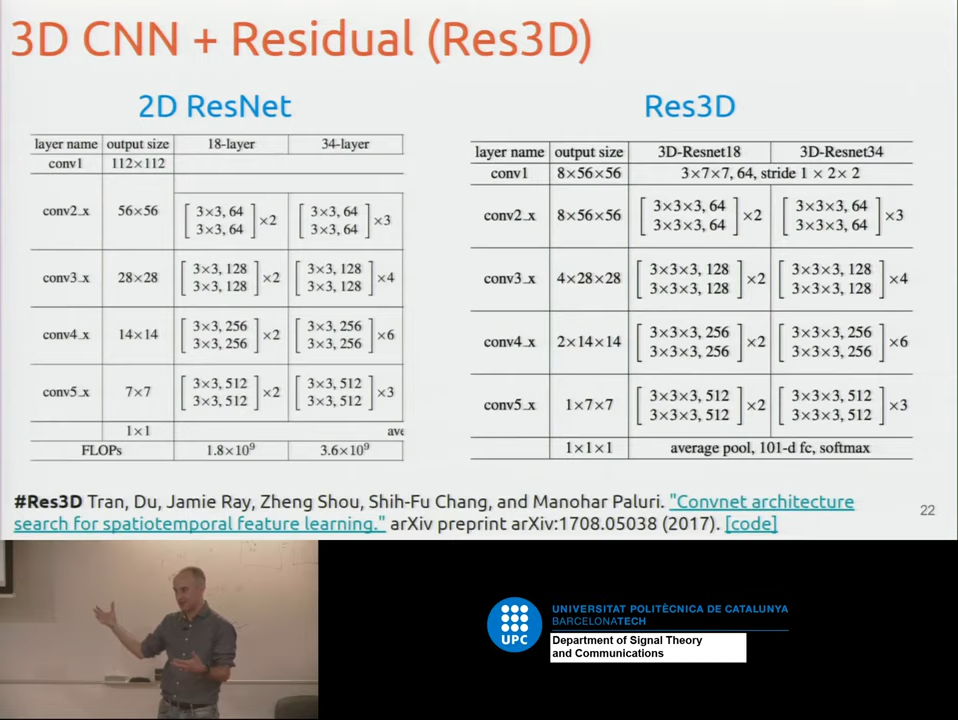 3D CNN + Residual (Res3D)
2D ResNet
layer name output size 18-layer 34-layer
conv1 112×112
conv2_x 56×56 [3×3, 64 3×3, 64]×2 [3×3, 64 3×3, 64]×3
conv3_x 28×28 [3×3, 128 3×3, 128]×2 [3×3, 128 3×3, 128]×4
conv4_x 14×14 [3×3, 256 3×3, 256]×2 [3×3, 256 3×3, 256]×6
conv5_x 7×7 [3×3, 512 3×3, 512]×2 [3×3, 512 3×3, 512]×3
1×1 ave
FLOPs 1.8×10⁹ 3.6×10⁹
Res3D
layer name output size 3D-Resnet18 3D-Resnet34
conv1 8×56×56 3×7×7, 64, stride 1 × 2 × 2
conv2_x 8×56×56 [3×3×3, 64 3×3×3, 64]×2 [3×3×3, 64 3×3×3, 64]×3
conv3_x 4×28×28 [3×3×3, 128 3×3×3, 128]×2 [3×3×3, 128 3×3×3, 128]×4
conv4_x 2×14×14 [3×3×3, 256 3×3×3, 256]×2 [3×3×3, 256 3×3×3, 256]×6
conv5_x 1×7×7 [3×3×3, 512 3×3×3, 512]×2 [3×3×3, 512 3×3×3, 512]×3
1×1×1 average pool, 101-d fc, softmax
#Res3D Tran, Du, Jamie Ray, Zheng Shou, Shih-Fu Chang, and Manohar Paluri. "Convnet architecture
search for spatiotemporal feature learning." arXiv preprint arXiv:1708.05038 (2017). [code]
22
UPC
UNIVERSITAT POLITÈCNICA DE CATALUNYA
BARCELONATECH
Department of Signal Theory
and Communications